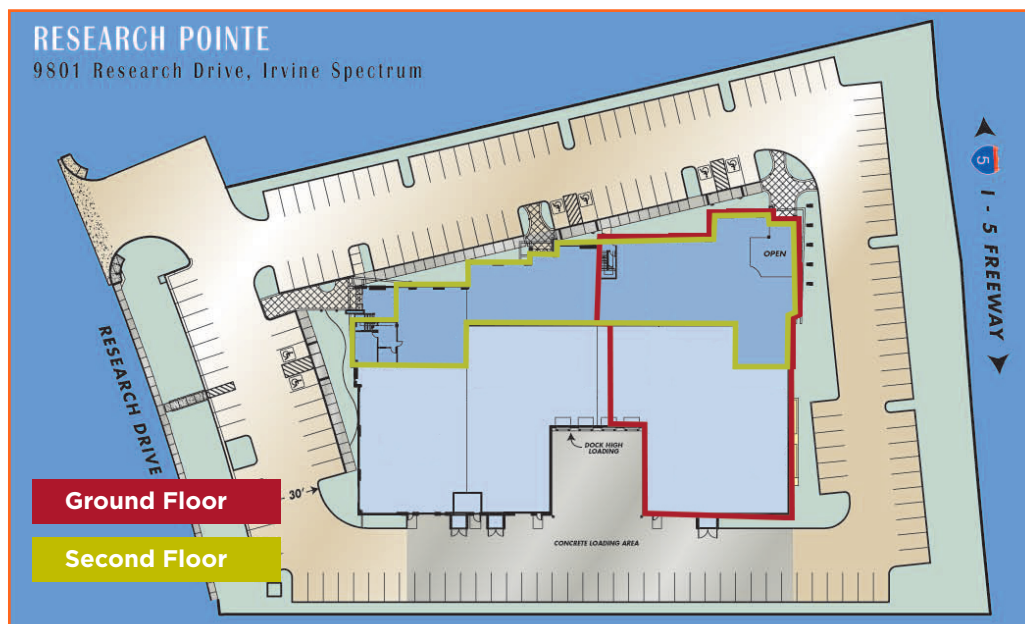 RESEARCH POINTE
9801 Research Drive, Irvine Spectrum
5
I - 5 FREEWAY
OPEN
RESEARCH DRIVE
DOCK HIGH
LOADING
30'
Ground Floor
CONCRETE LOADING AREA
Second Floor